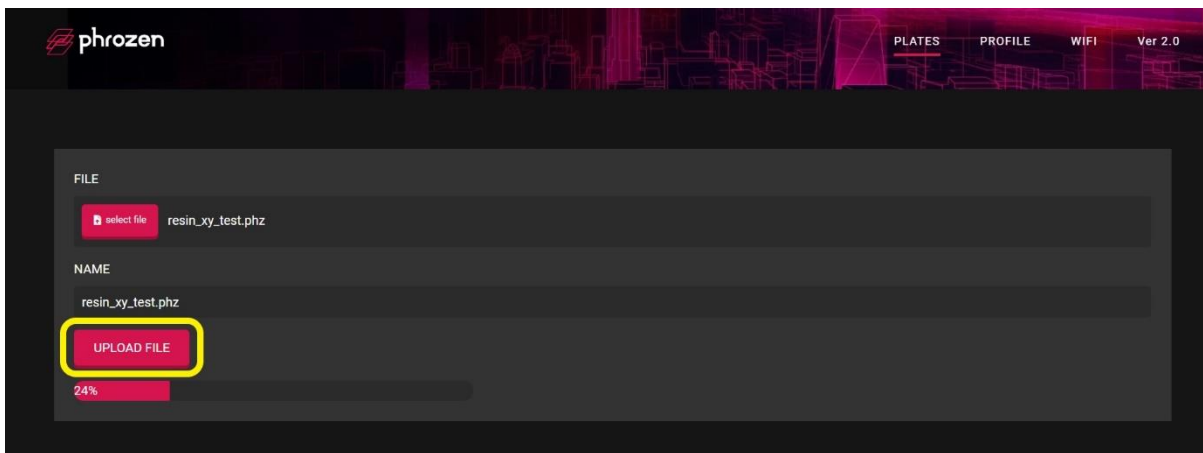 phrozen
PLATES PROFILE WIFI Ver 2.0
FILE
select file resin_xy_test.phz
NAME
resin_xy_test.phz
UPLOAD FILE
24%